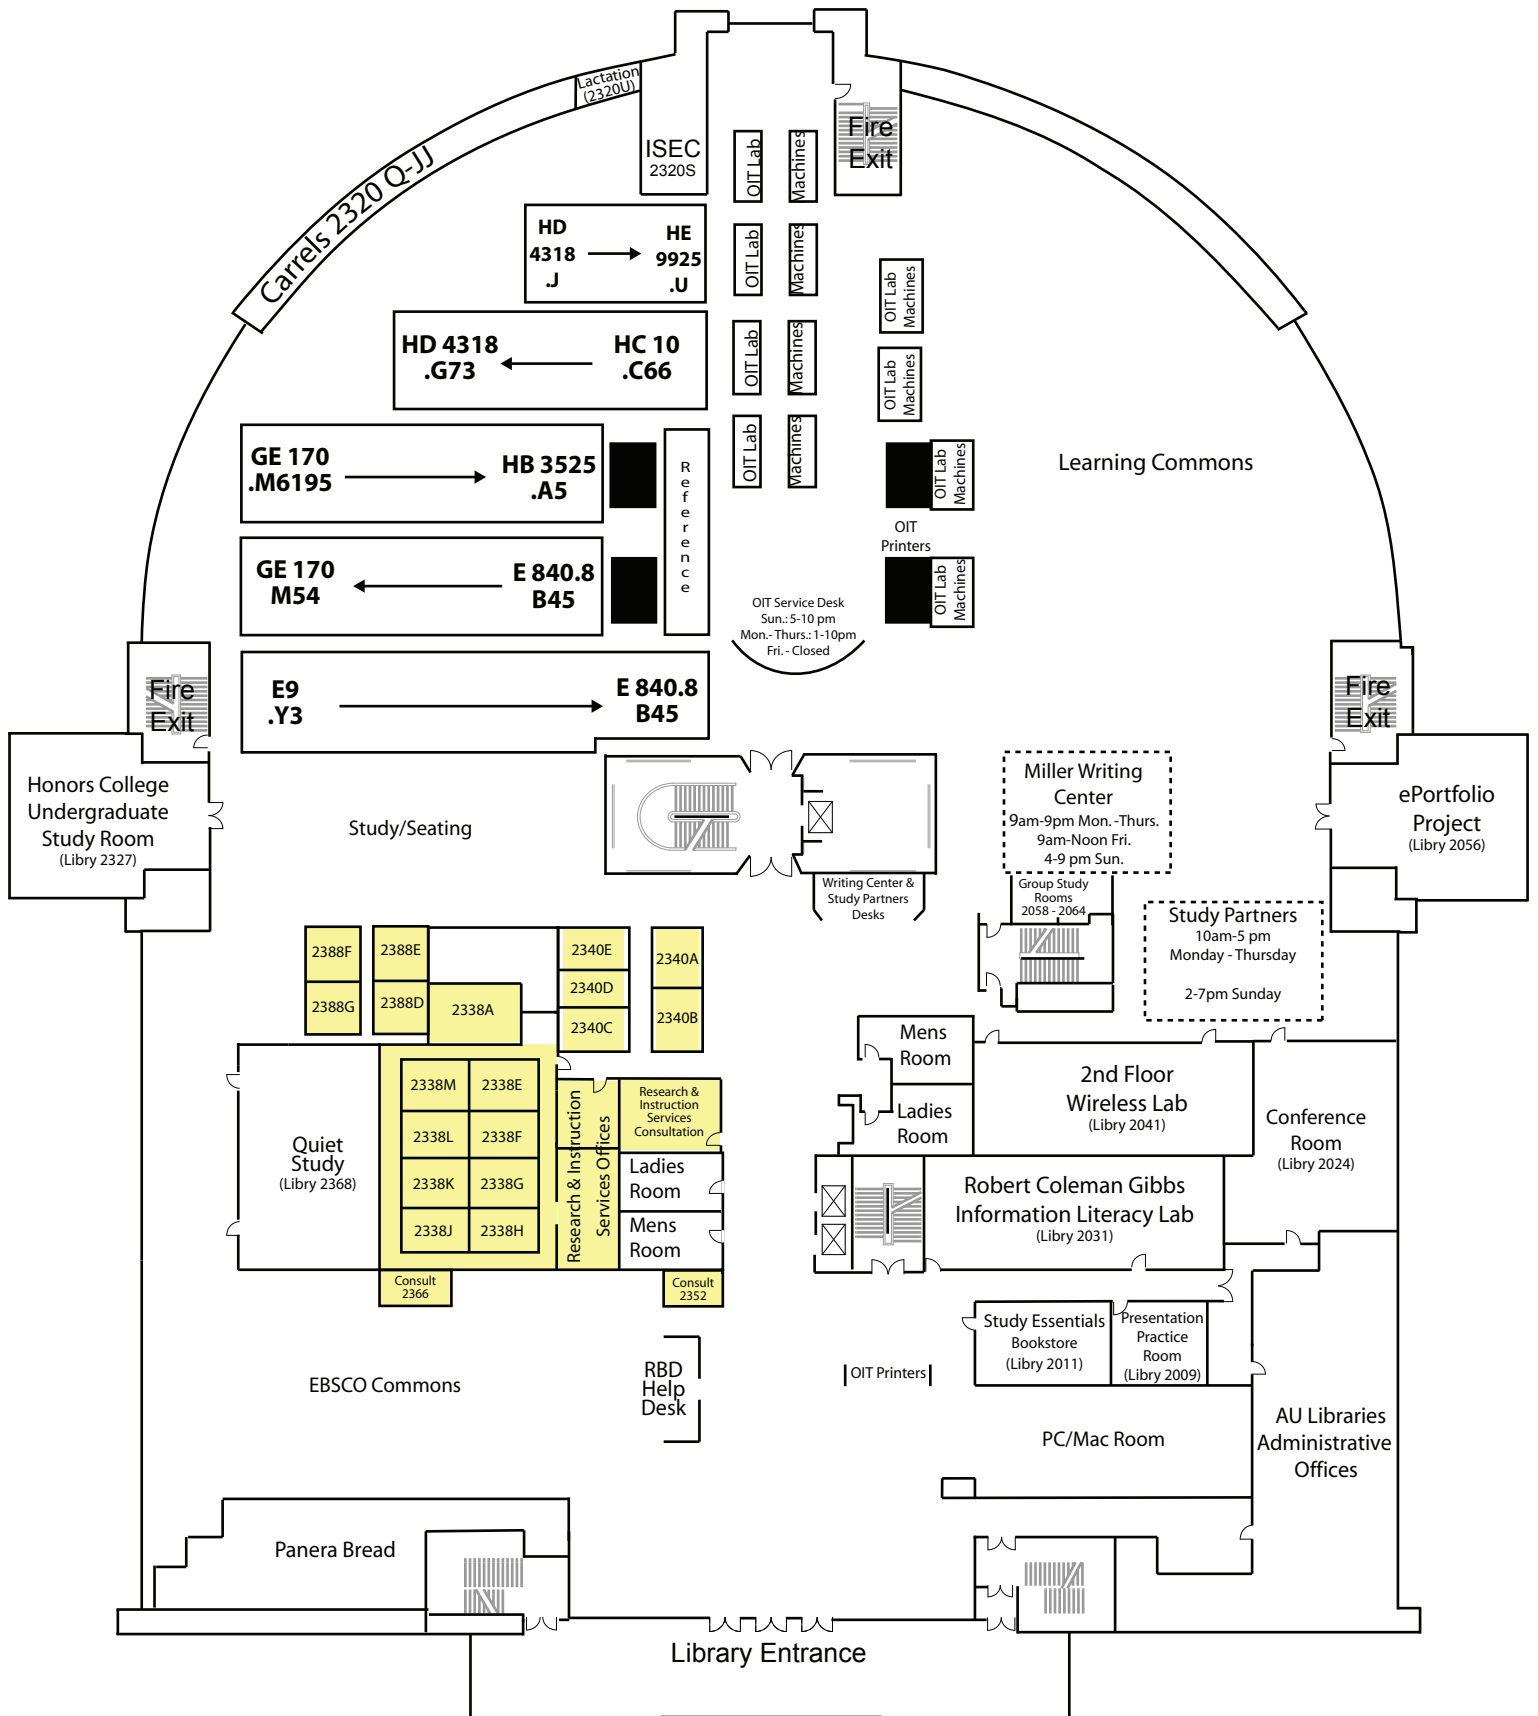 Lactation
(2320U)
Carrels 2320 Q-JJ
ISEC
2320S
Fire
Exit
OIT Lab
Machines
OIT Lab
Machines
OIT Lab
Machines
OIT Lab
Machines
HD
4318
.J
HE
9925
.U
HD 4318
.G73
HC 10
.C66
GE 170
.M6195
HB 3525
.A5
GE 170
M54
E 840.8
B45
E9
.Y3
E 840.8
B45
Reference
OIT Lab
Machines
OIT Lab
Machines
OIT Lab
Machines
OIT
Printers
OIT Lab
Machines
Learning Commons
OIT Service Desk
Sun.: 5-10 pm
Mon.- Thurs.: 1-10pm
Fri. - Closed
Fire
Exit
Fire
Exit
Honors College
Undergraduate
Study Room
(Libry 2327)
Study/Seating
Miller Writing
Center
9am-9pm Mon. -Thurs.
9am-Noon Fri.
4-9 pm Sun.
ePortfolio
Project
(Libry 2056)
Writing Center &
Study Partners
Desks
Group Study
Rooms
2058 - 2064
Study Partners
10am-5 pm
Monday - Thursday
2-7pm Sunday
2388F
2388G
2388E
2388D
2338A
2340E
2340D
2340C
2340A
2340B
2338M
2338E
2338L
2338F
2338K
2338G
2338J
2338H
Quiet
Study
(Libry 2368)
Research & Instruction
Services Offices
Research &
Instruction
Services
Consultation
Ladies
Room
Mens
Room
Consult
2366
Consult
2352
Mens
Room
Ladies
Room
2nd Floor
Wireless Lab
(Libry 2041)
Conference
Room
(Libry 2024)
Robert Coleman Gibbs
Information Literacy Lab
(Libry 2031)
Study Essentials
Bookstore
(Libry 2011)
Presentation
Practice
Room
(Libry 2009)
EBSCO Commons
RBD
Help
Desk
OIT Printers
PC/Mac Room
AU Libraries
Administrative
Offices
Panera Bread
Library Entrance